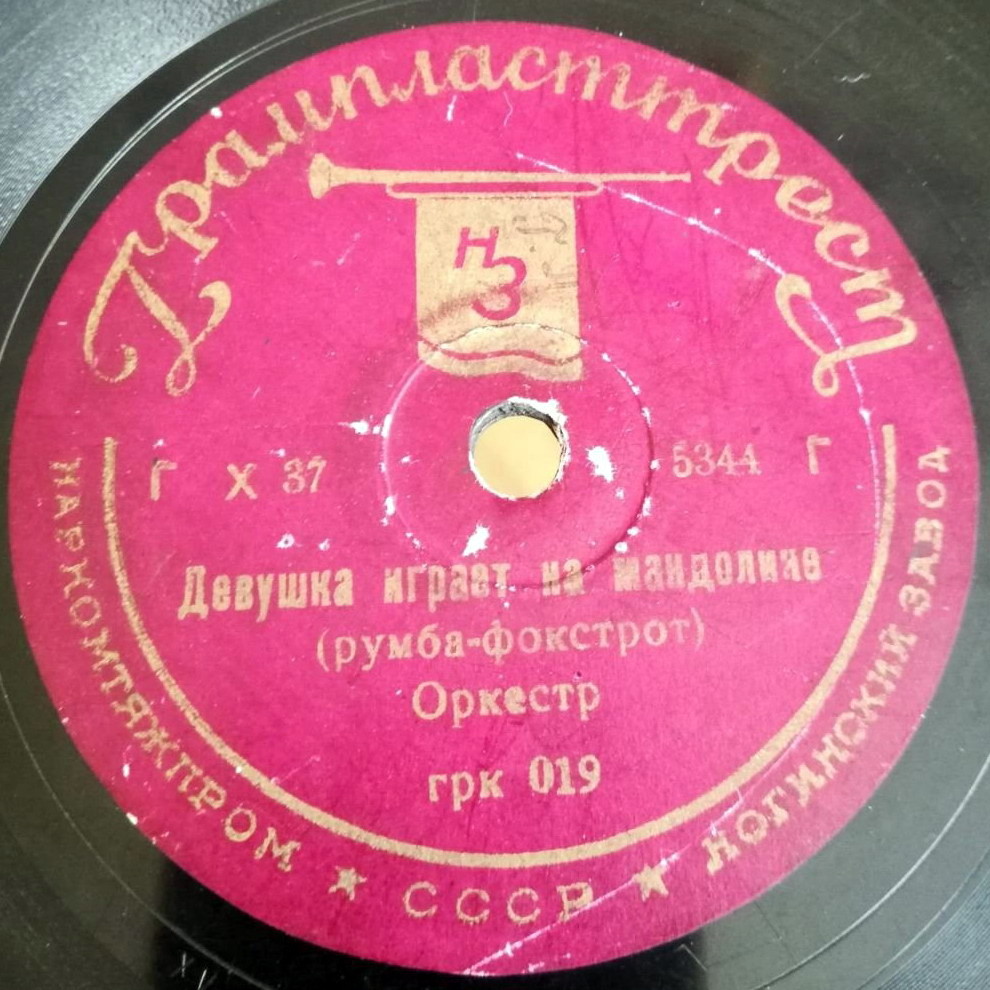 Грампласттрест
НЗ
Г Х 37 5344 Г
Девушка играет на мандолине
(румба-фокстрот)
Оркестр
грк 019
НАРКОМТЯЖПРОМ ★ СССР ★ НОГИНСКИЙ ЗАВОД